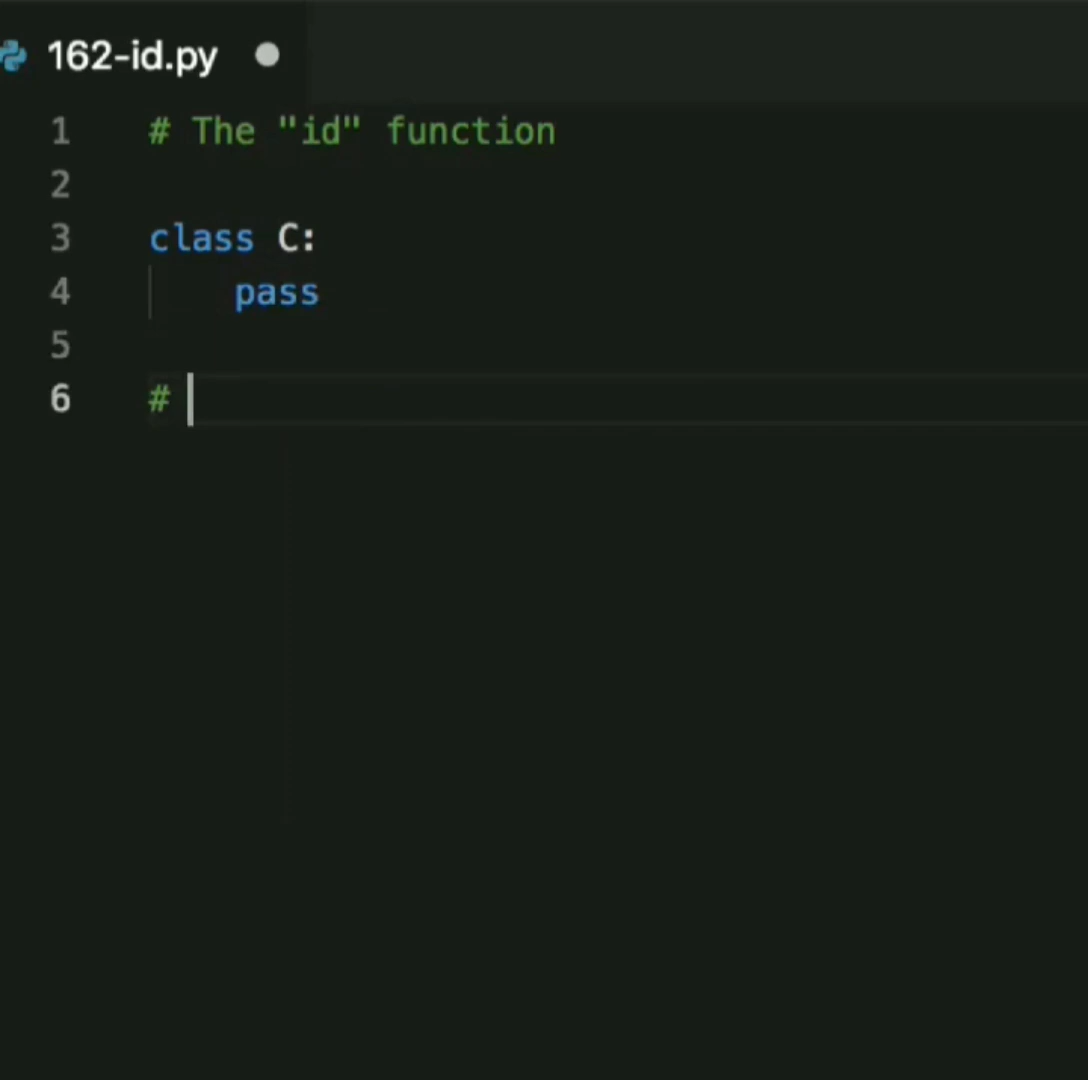 162-id.py
1 # The "id" function
2
3 class C:
4     pass
5
6 #